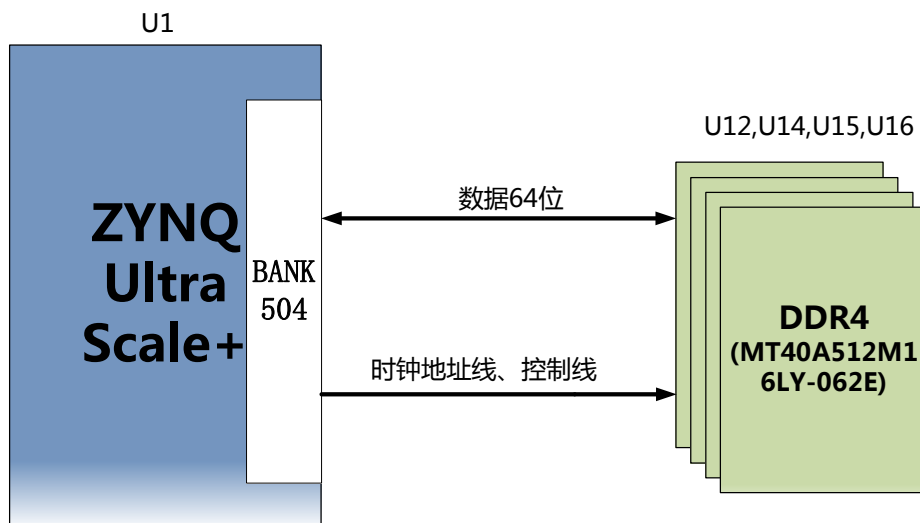 U1
U12,U14,U15,U16
数据64位
ZYNQ
Ultra
Scale+
BANK
504
时钟地址线、控制线
DDR4
(MT40A512M1
6LY-062E)